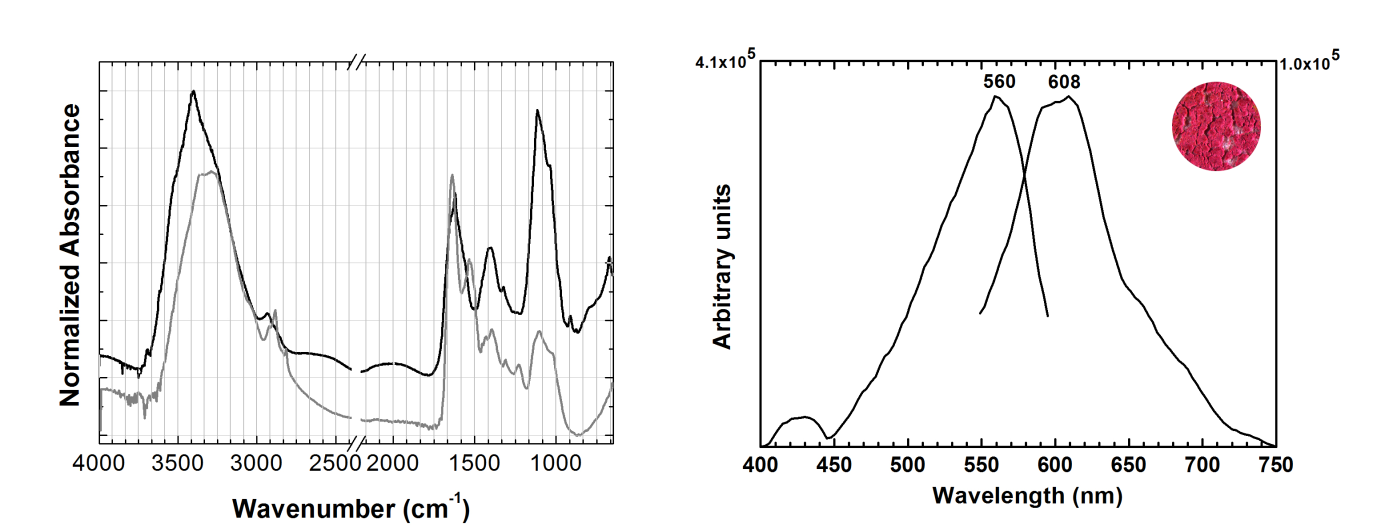 Normalized Absorbance
4000 3500 3000 2500 2000 1500 1000
Wavenumber (cm-1)
4.1x10^5
1.0x10^5
560 608
Arbitrary units
400 450 500 550 600 650 700 750
Wavelength (nm)